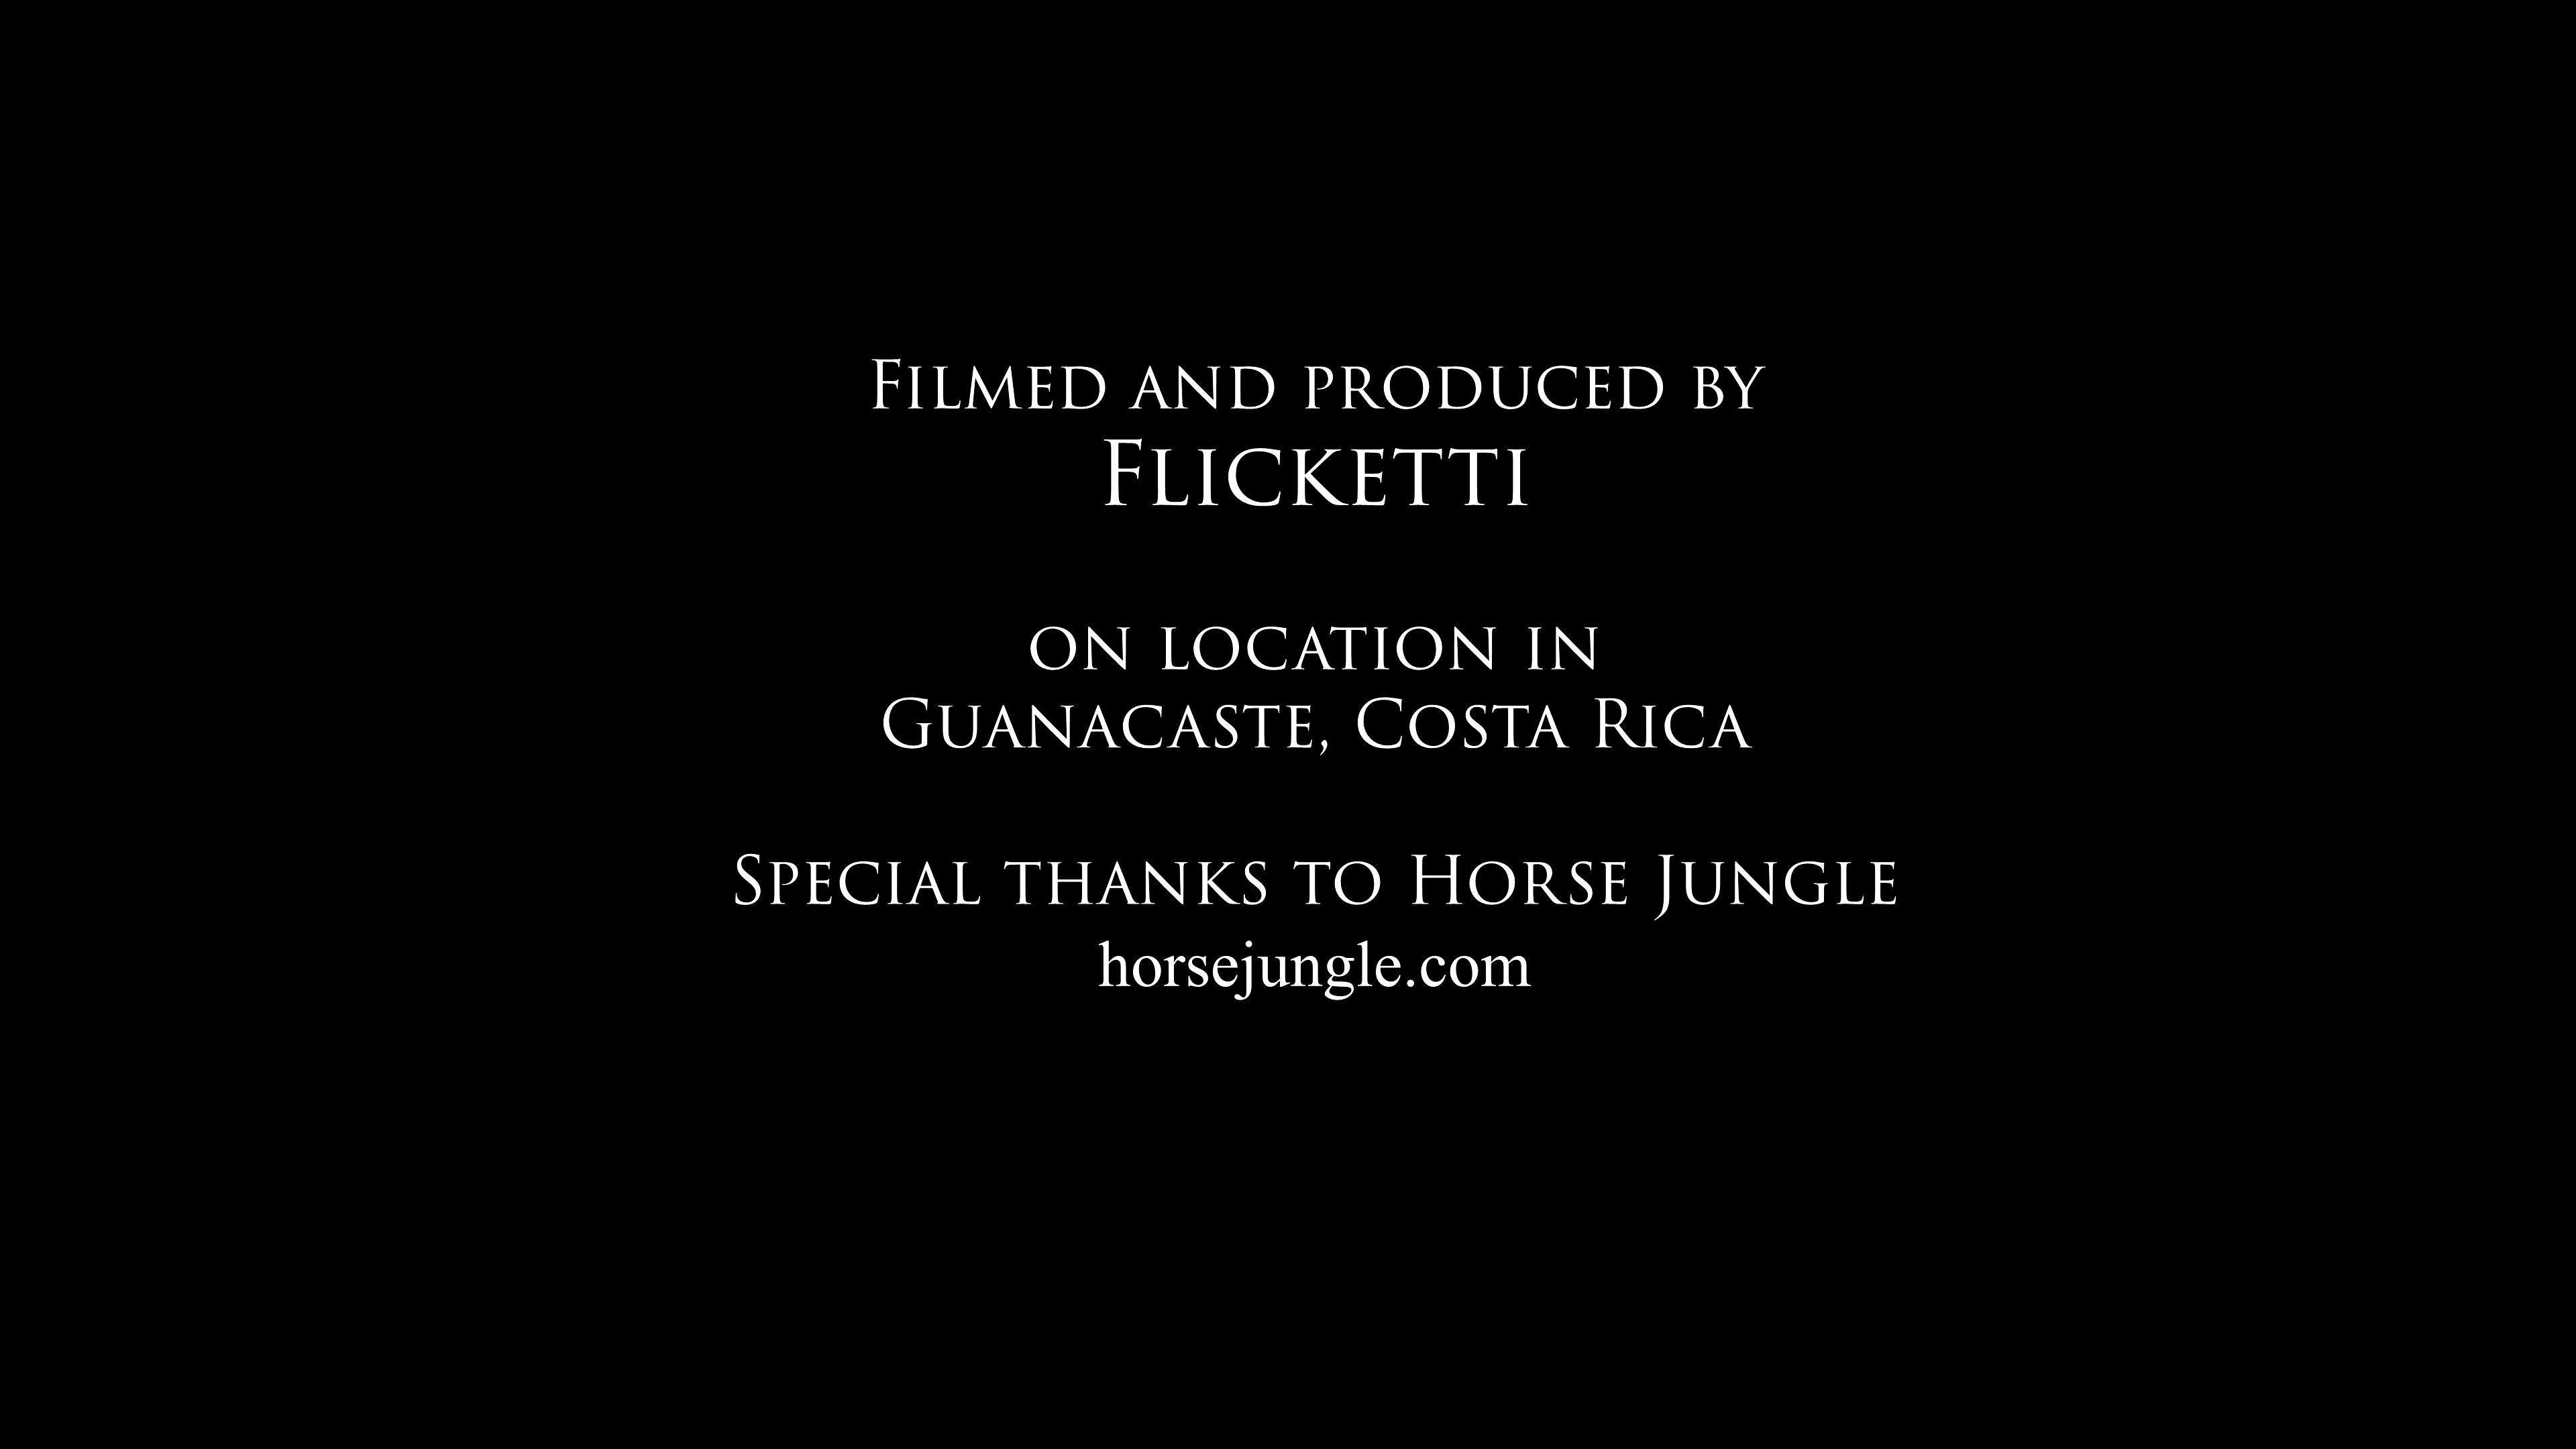 Filmed and produced by
Flicketti
on location in
Guanacaste, Costa Rica
Special thanks to Horse Jungle
horsejungle.com